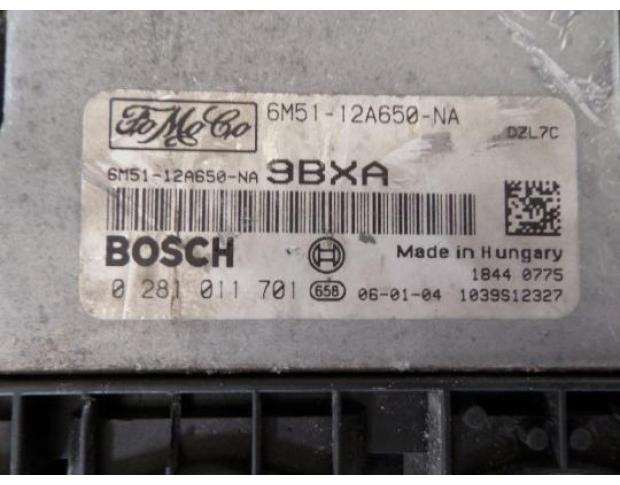 FoMoCo 6M51-12A650-NA
DZL7C
6M51-12A650-NA 9BXA
BOSCH Made in Hungary
1844 0775
0 281 011 701 658 06-01-04 1039S12327